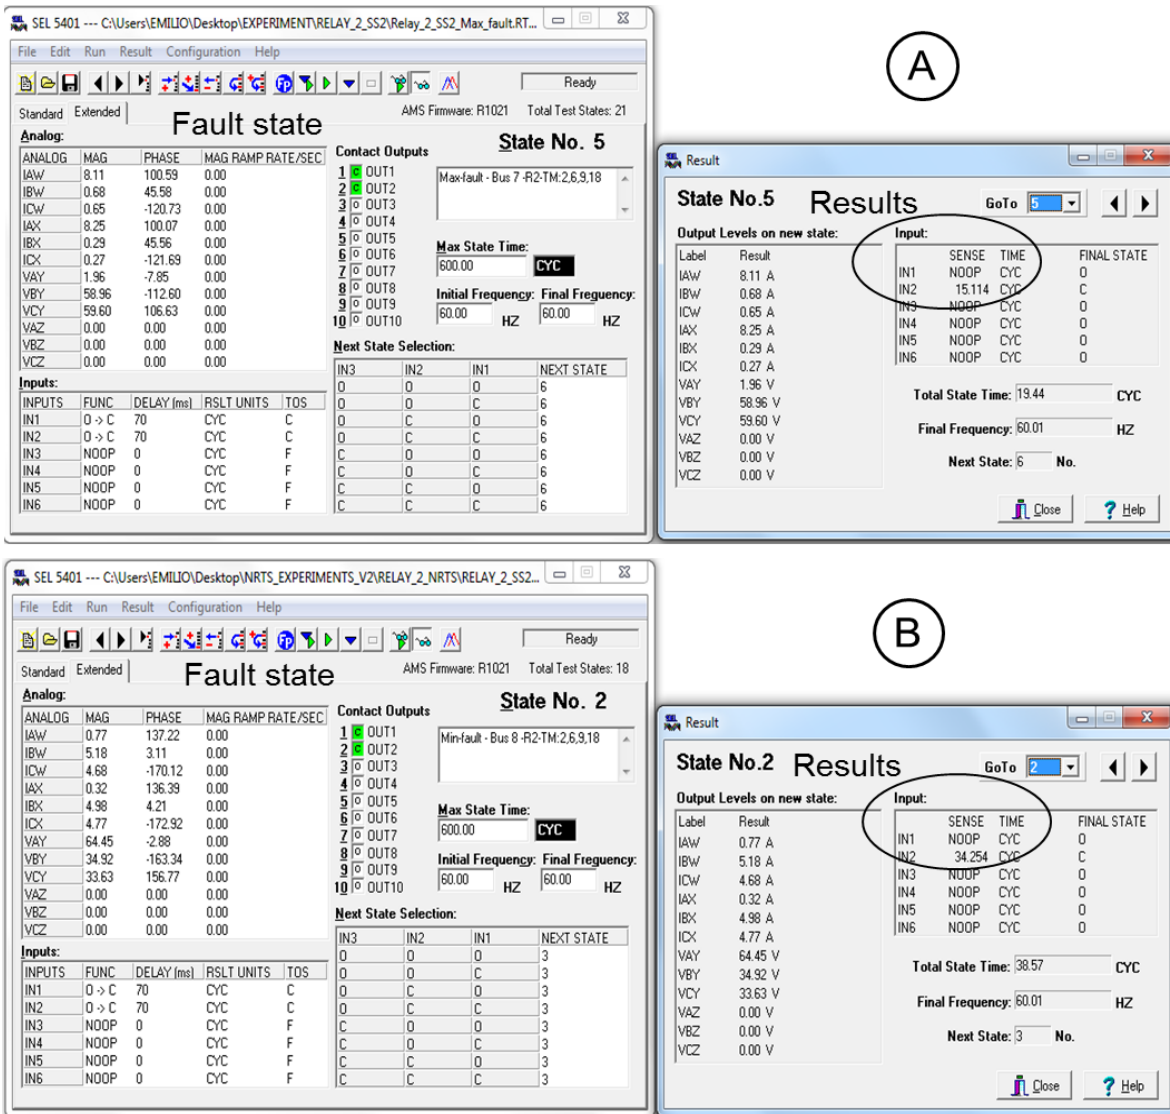 SEL 5401 --- C:\Users\EMILIO\Desktop\EXPERIMENT\RELAY_2_SS2\Relay_2_SS2_Max_fault.RT...
File Edit Run Result Configuration Help
Ready
Standard Extended
AMS Firmware: R1021 Total Test States: 21
Fault state
State No. 5
Analog:
ANALOG MAG PHASE MAG RAMP RATE/SEC
IAW 8.11 100.59 0.00
IBW 0.68 45.58 0.00
ICW 0.65 -120.73 0.00
IAX 8.25 100.07 0.00
IBX 0.29 45.56 0.00
ICX 0.27 -121.69 0.00
VAY 1.96 -7.85 0.00
VBY 58.96 -112.60 0.00
VCY 59.60 106.63 0.00
VAZ 0.00 0.00 0.00
VBZ 0.00 0.00 0.00
VCZ 0.00 0.00 0.00
Inputs:
INPUTS FUNC DELAY (ms) RSLT UNITS TOS
IN1 O -> C 70 CYC C
IN2 O -> C 70 CYC C
IN3 NOOP 0 CYC F
IN4 NOOP 0 CYC F
IN5 NOOP 0 CYC F
IN6 NOOP 0 CYC F
Contact Outputs
1 C OUT1
2 C OUT2
3 O OUT3
4 O OUT4
5 O OUT5
6 O OUT6
7 O OUT7
8 O OUT8
9 O OUT9
10 O OUT10
Max-fault - Bus 7 -R2-TM:2,6,9,18
Max State Time:
600.00 CYC
Initial Frequency: Final Frequency:
60.00 HZ 60.00 HZ
Next State Selection:
IN3 IN2 IN1 NEXT STATE
O O O 6
O O C 6
O C O 6
O C C 6
C O O 6
C O C 6
C C O 6
C C C 6
A
Result
State No.5
Results
GoTo 5
Output Levels on new state:
Label Result
IAW 8.11 A
IBW 0.68 A
ICW 0.65 A
IAX 8.25 A
IBX 0.29 A
ICX 0.27 A
VAY 1.96 V
VBY 58.96 V
VCY 59.60 V
VAZ 0.00 V
VBZ 0.00 V
VCZ 0.00 V
Input:
SENSE TIME FINAL STATE
IN1 NOOP CYC O
IN2 15.114 CYC C
IN3 NOOP CYC O
IN4 NOOP CYC O
IN5 NOOP CYC O
IN6 NOOP CYC O
Total State Time: 19.44 CYC
Final Frequency: 60.01 HZ
Next State: 6 No.
Close Help
SEL 5401 --- C:\Users\EMILIO\Desktop\NRTS_EXPERIMENTS_V2\RELAY_2_NRTS\RELAY_2_SS2...
File Edit Run Result Configuration Help
Ready
Standard Extended
AMS Firmware: R1021 Total Test States: 18
Fault state
State No. 2
Analog:
ANALOG MAG PHASE MAG RAMP RATE/SEC
IAW 0.77 137.22 0.00
IBW 5.18 3.11 0.00
ICW 4.68 -170.12 0.00
IAX 0.32 136.39 0.00
IBX 4.98 4.21 0.00
ICX 4.77 -172.92 0.00
VAY 64.45 -2.88 0.00
VBY 34.92 -163.34 0.00
VCY 33.63 156.77 0.00
VAZ 0.00 0.00 0.00
VBZ 0.00 0.00 0.00
VCZ 0.00 0.00 0.00
Inputs:
INPUTS FUNC DELAY (ms) RSLT UNITS TOS
IN1 O -> C 70 CYC C
IN2 O -> C 70 CYC C
IN3 NOOP 0 CYC F
IN4 NOOP 0 CYC F
IN5 NOOP 0 CYC F
IN6 NOOP 0 CYC F
Contact Outputs
1 C OUT1
2 C OUT2
3 O OUT3
4 O OUT4
5 O OUT5
6 O OUT6
7 O OUT7
8 O OUT8
9 O OUT9
10 O OUT10
Min-fault - Bus 8 -R2-TM:2,6,9,18
Max State Time:
600.00 CYC
Initial Frequency: Final Frequency:
60.00 HZ 60.00 HZ
Next State Selection:
IN3 IN2 IN1 NEXT STATE
O O O 3
O O C 3
O C O 3
O C C 3
C O O 3
C O C 3
C C O 3
C C C 3
B
Result
State No.2
Results
GoTo 2
Output Levels on new state:
Label Result
IAW 0.77 A
IBW 5.18 A
ICW 4.68 A
IAX 0.32 A
IBX 4.98 A
ICX 4.77 A
VAY 64.45 V
VBY 34.92 V
VCY 33.63 V
VAZ 0.00 V
VBZ 0.00 V
VCZ 0.00 V
Input:
SENSE TIME FINAL STATE
IN1 NOOP CYC O
IN2 34.254 CYC C
IN3 NOOP CYC O
IN4 NOOP CYC O
IN5 NOOP CYC O
IN6 NOOP CYC O
Total State Time: 38.57 CYC
Final Frequency: 60.01 HZ
Next State: 3 No.
Close Help